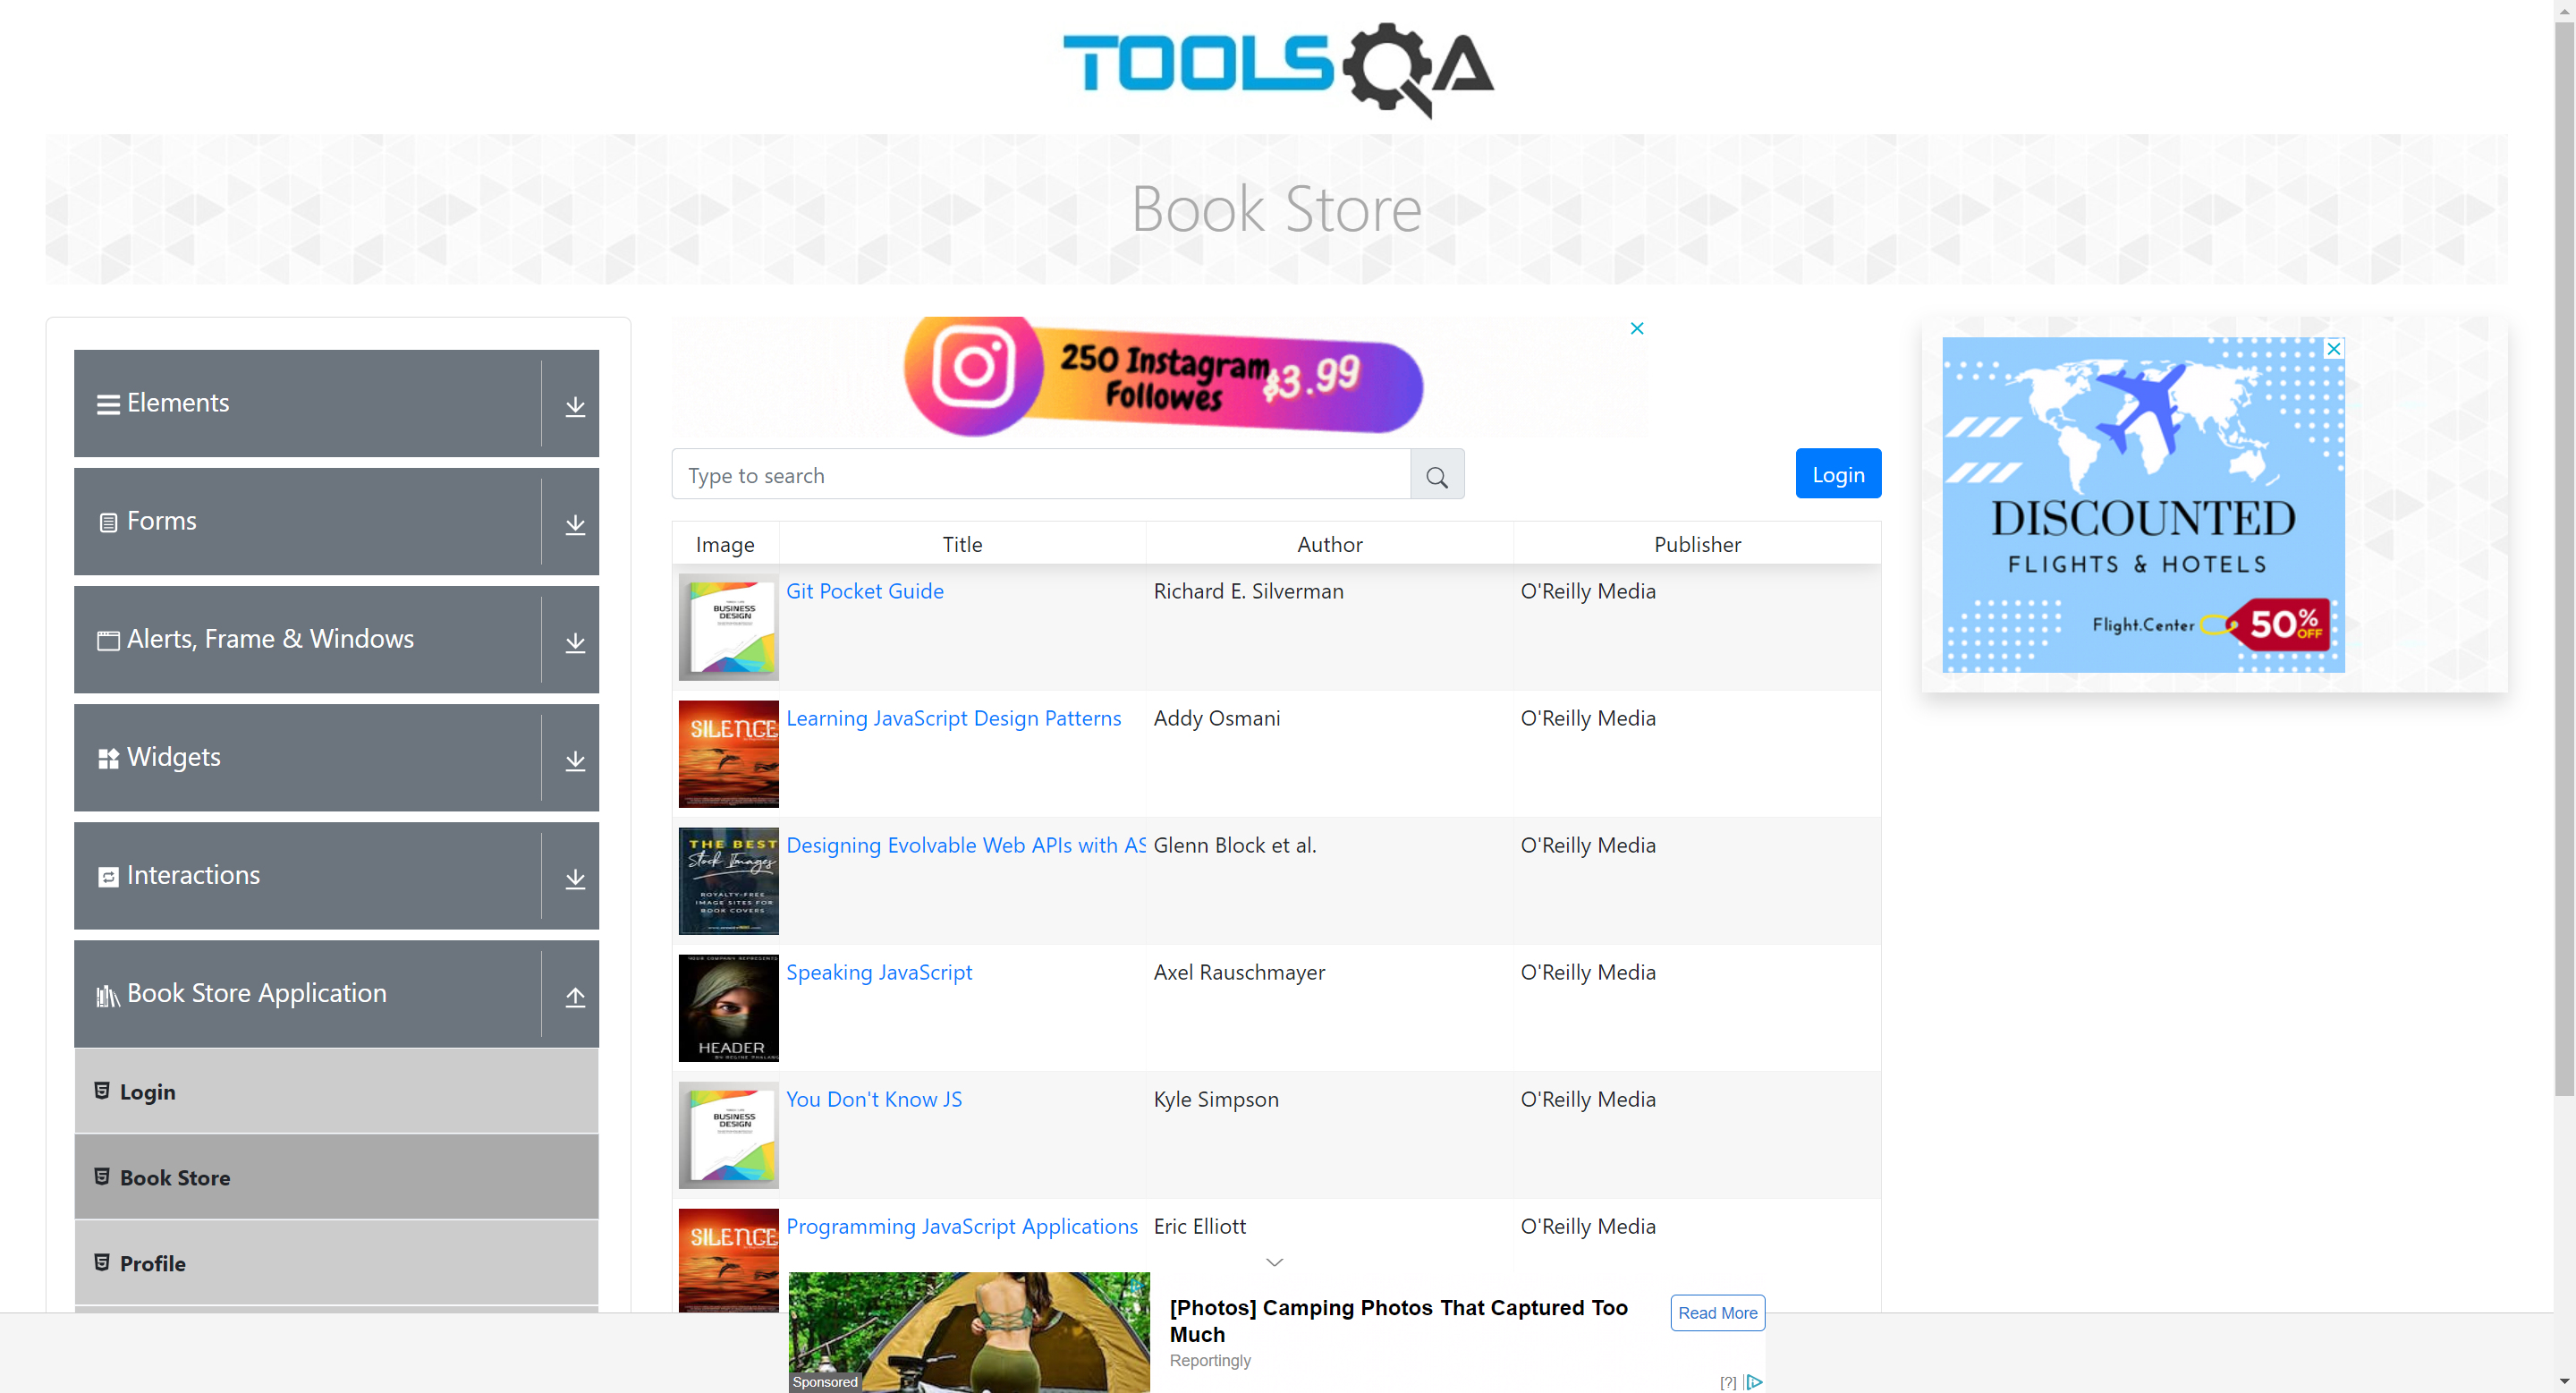 TOOLSQA
Book Store
Elements
Forms
Alerts, Frame & Windows
Widgets
Interactions
Book Store Application
Login
Book Store
Profile
250 Instagram
Followes
$3.99
Type to search
Login
Image Title Author Publisher
BUSINESS
DESIGN
Git Pocket Guide Richard E. Silverman O'Reilly Media
SILENCE
Learning JavaScript Design Patterns Addy Osmani O'Reilly Media
THE BEST
Stock Images
ROYALTY-FREE
IMAGE SITES FOR
BOOK COVERS
Designing Evolvable Web APIs with AS Glenn Block et al. O'Reilly Media
YOUR COMPANY REPRESENTS
HEADER
Speaking JavaScript Axel Rauschmayer O'Reilly Media
BUSINESS
DESIGN
You Don't Know JS Kyle Simpson O'Reilly Media
SILENCE
Programming JavaScript Applications Eric Elliott O'Reilly Media
DISCOUNTED
FLIGHTS & HOTELS
Flight.Center
50%
OFF
Sponsored
[Photos] Camping Photos That Captured Too
Much
Reportingly
Read More
[?]